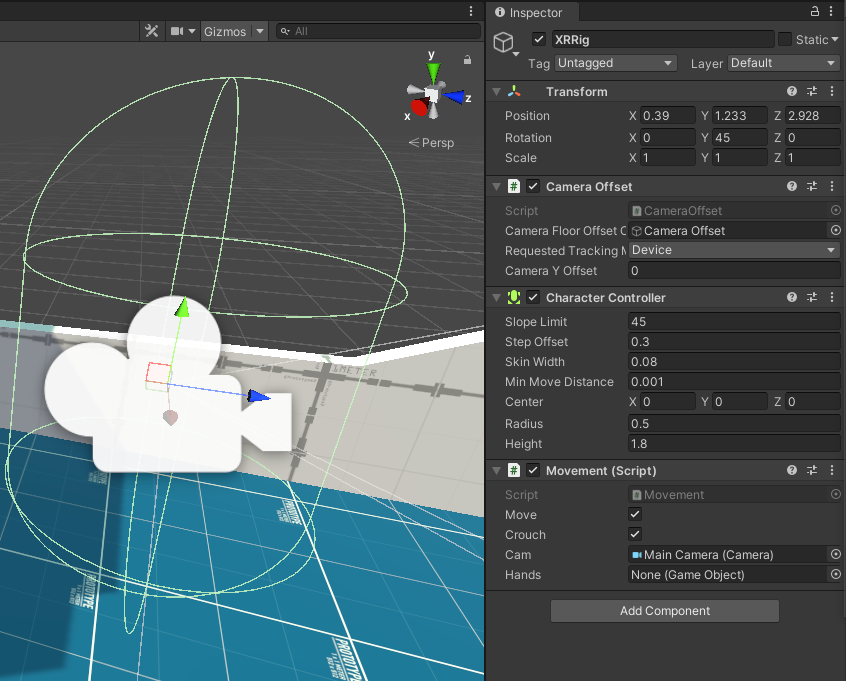 Gizmos
All
y
z
x
Persp
METER
PROTOTYPE
PROTOTYPE
PROTOTYPE
Inspector
XRRig
Static
Tag Untagged Layer Default
Transform
Position X 0.39 Y 1.233 Z 2.928
Rotation X 0 Y 45 Z 0
Scale X 1 Y 1 Z 1
# Camera Offset
Script # CameraOffset
Camera Floor Offset Camera Offset
Requested Tracking Device
Camera Y Offset 0
Character Controller
Slope Limit 45
Step Offset 0.3
Skin Width 0.08
Min Move Distance 0.001
Center X 0 Y 0 Z 0
Radius 0.5
Height 1.8
# Movement (Script)
Script # Movement
Move
Crouch
Cam Main Camera (Camera)
Hands None (Game Object)
Add Component